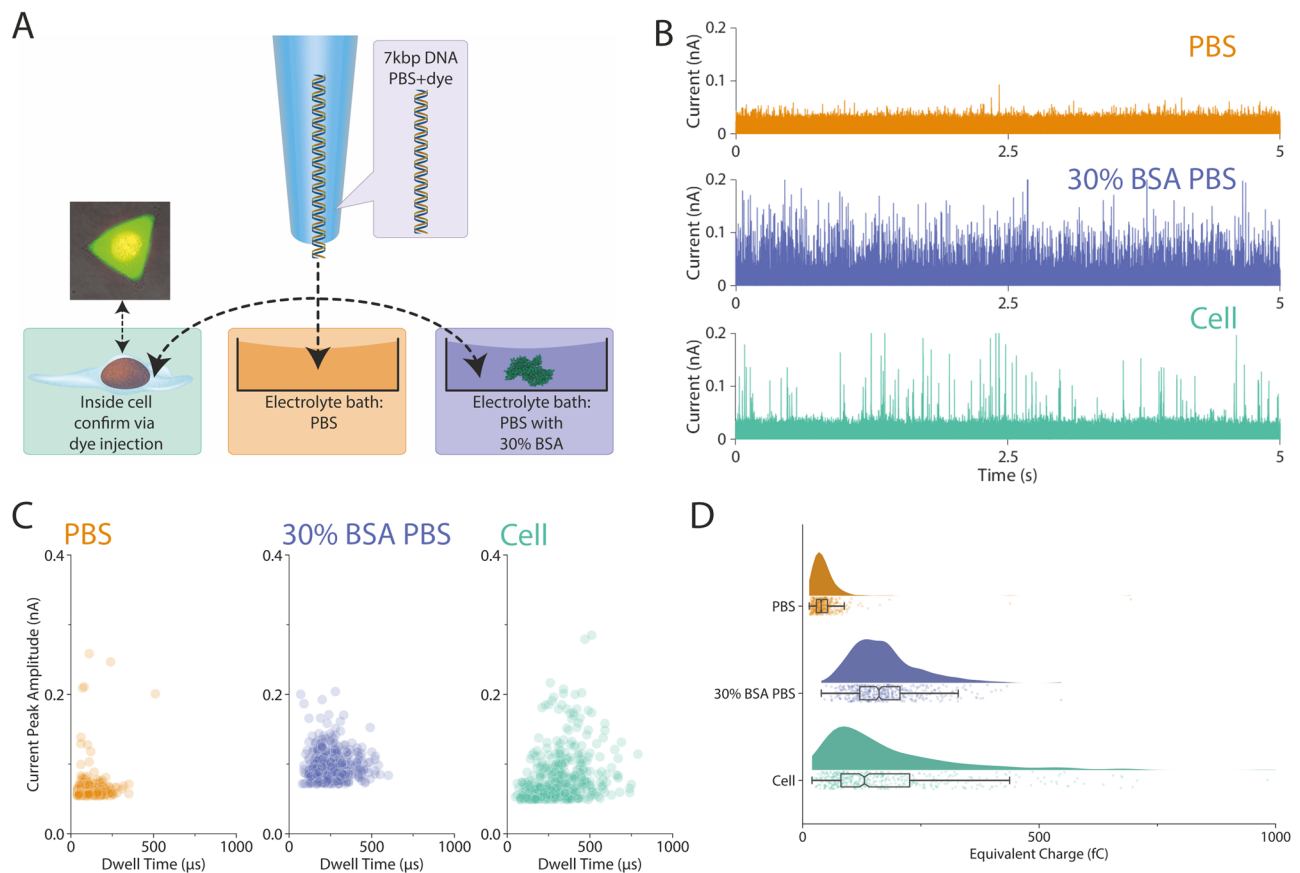 A
7kbp DNA
PBS+dye
Inside cell
confirm via
dye injection
Electrolyte bath:
PBS
Electrolyte bath:
PBS with
30% BSA
B
PBS
Current (nA)
0.2
0.1
0
0
2.5
5
30% BSA PBS
Current (nA)
0.2
0.1
0
0
2.5
5
Cell
Current (nA)
0.2
0.1
0
0
2.5
5
Time (s)
C
PBS
Current Peak Amplitude (nA)
0.4
0.2
0.0
0
500
1000
Dwell Time (μs)
30% BSA PBS
0.4
0.2
0.0
0
500
1000
Dwell Time (μs)
Cell
0.4
0.2
0.0
0
500
1000
Dwell Time (μs)
D
PBS
30% BSA PBS
Cell
0
500
1000
Equivalent Charge (fC)